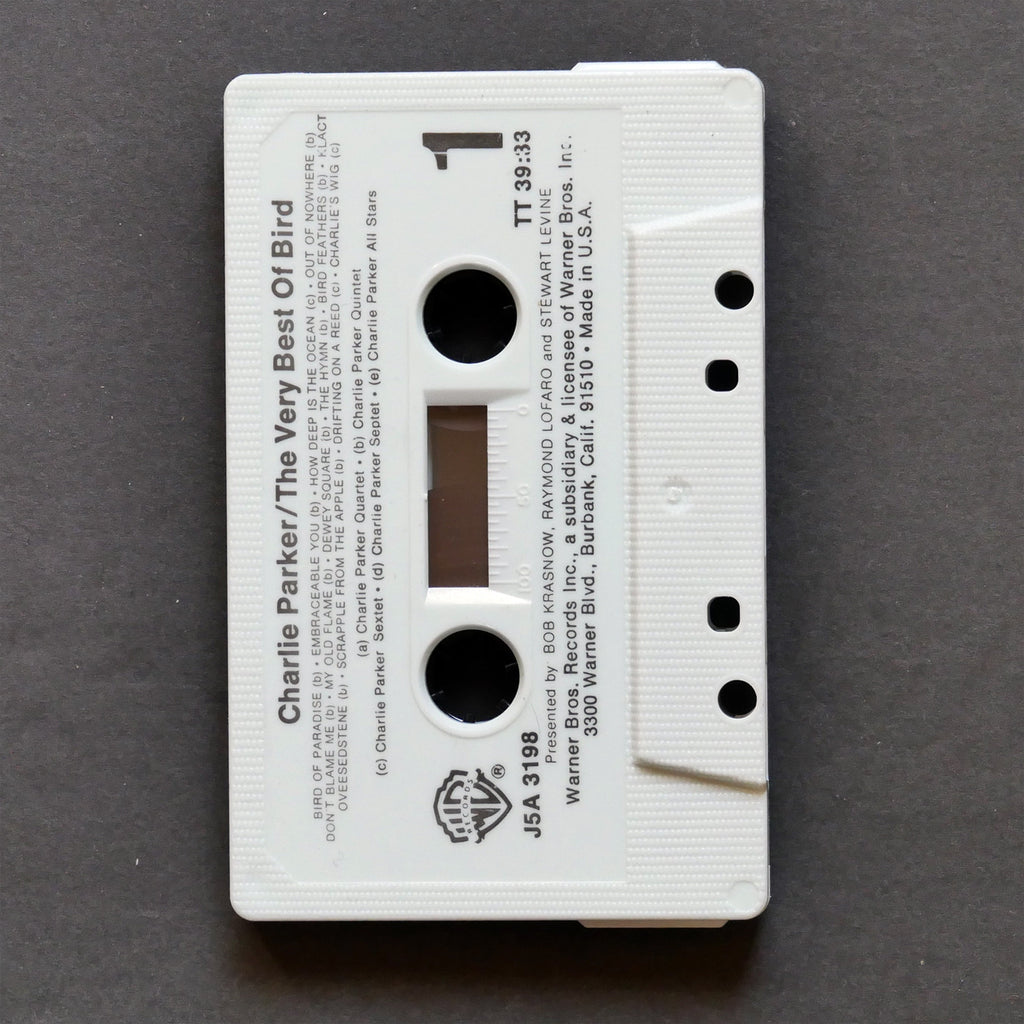 Charlie Parker/The Very Best Of Bird
BIRD OF PARADISE (b) • EMBRACEABLE YOU (b) • HOW DEEP IS THE OCEAN (c) • OUT OF NOWHERE (b)
DON'T BLAME ME (b) • MY OLD FLAME (b) • DEWEY SQUARE (b) • THE HYMN (b) • BIRD FEATHERS (b) • KLACT
OVEESEDSTENE (b) • SCRAPPLE FROM THE APPLE (b) • DRIFTING ON A REED (c) • CHARLIE'S WIG (c)
(a) Charlie Parker Quartet • (b) Charlie Parker Quintet
(c) Charlie Parker Sextet • (d) Charlie Parker Septet • (e) Charlie Parker All Stars
1
RECORDS
®
100 50 0
J5A 3198
TT 39:33
Presented by BOB KRASNOW, RAYMOND LOFARO and STEWART LEVINE
Warner Bros. Records Inc., a subsidiary & licensee of Warner Bros. Inc.
3300 Warner Blvd., Burbank, Calif. 91510 • Made in U.S.A.